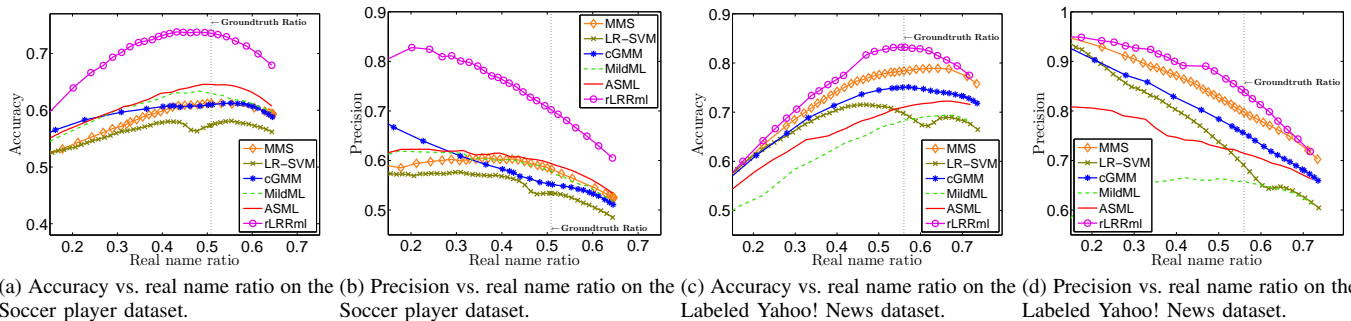 0.7
0.6
0.5
0.4
Accuracy
0.2 0.3 0.4 0.5 0.6 0.7
Real name ratio
←Groundtruth Ratio
MMS
LR−SVM
cGMM
MildML
ASML
rLRRml
0.9
0.8
0.7
0.6
0.5
Precision
0.2 0.3 0.4 0.5 0.6 0.7
Real name ratio
MMS
LR−SVM
cGMM
MildML
ASML
rLRRml
←Groundtruth Ratio
0.9
0.8
0.7
0.6
0.5
Accuracy
0.2 0.3 0.4 0.5 0.6 0.7
Real name ratio
←Groundtruth Ratio
MMS
LR−SVM
cGMM
MildML
ASML
rLRRml
1
0.9
0.8
0.7
0.6
Precision
0.2 0.3 0.4 0.5 0.6 0.7
Real name ratio
←Groundtruth Ratio
MMS
LR−SVM
cGMM
MildML
ASML
rLRRml
(a) Accuracy vs. real name ratio on the
Soccer player dataset.
(b) Precision vs. real name ratio on the
Soccer player dataset.
(c) Accuracy vs. real name ratio on the
Labeled Yahoo! News dataset.
(d) Precision vs. real name ratio on the
Labeled Yahoo! News dataset.